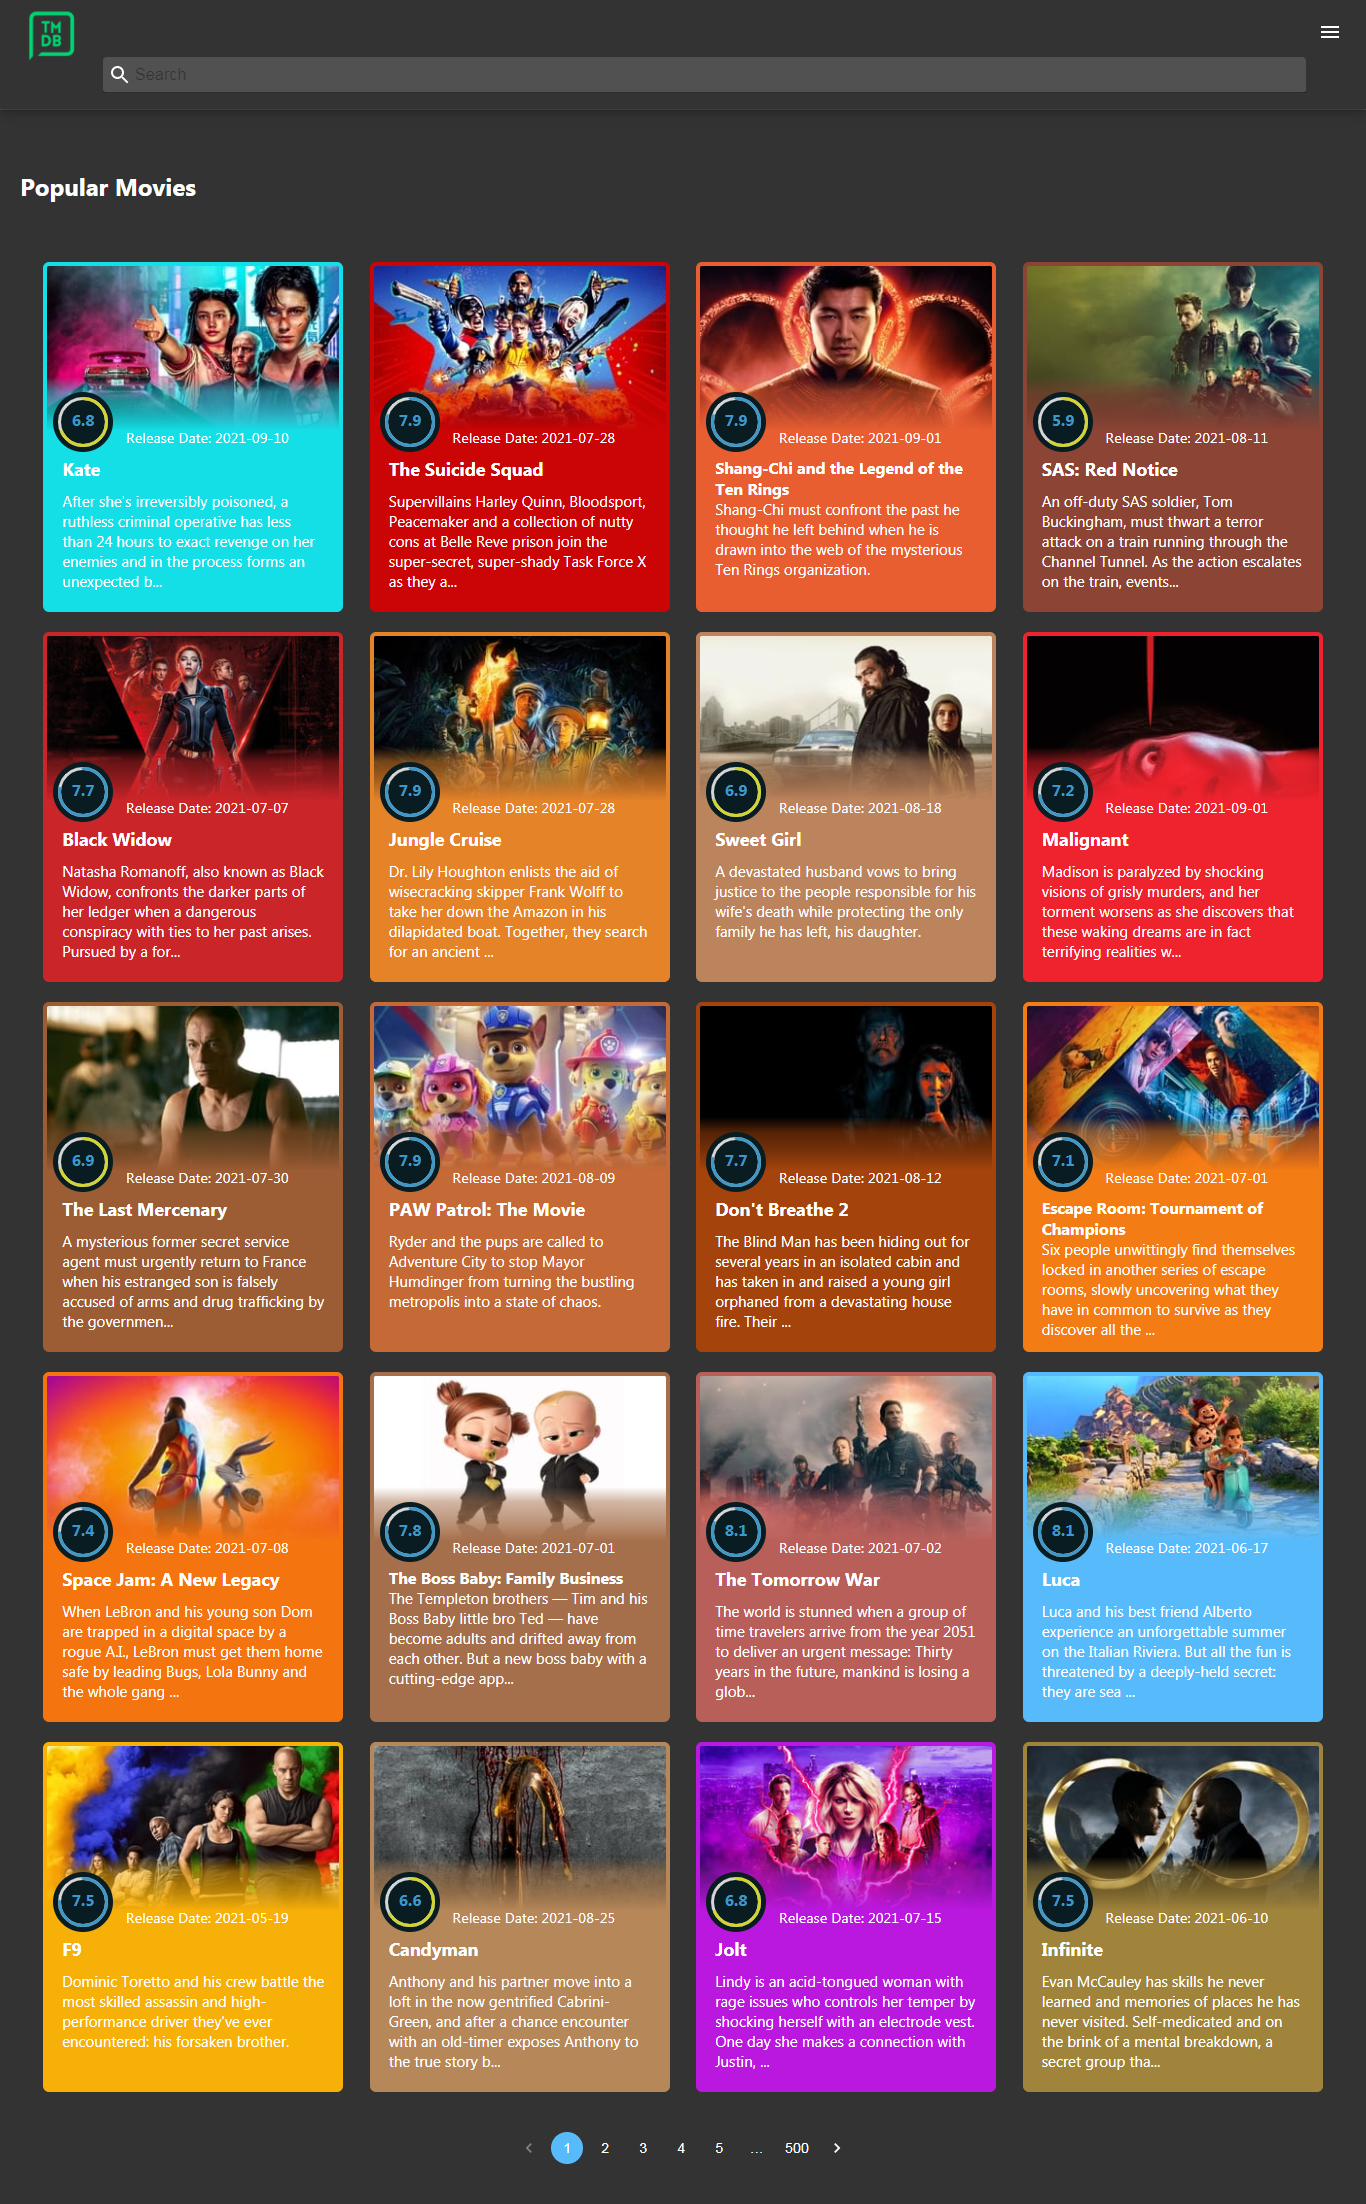 TM
DB
Search
Popular Movies
6.8
Release Date: 2021-09-10
Kate
After she's irreversibly poisoned, a
ruthless criminal operative has less
than 24 hours to exact revenge on her
enemies and in the process forms an
unexpected b...
7.9
Release Date: 2021-07-28
The Suicide Squad
Supervillains Harley Quinn, Bloodsport,
Peacemaker and a collection of nutty
cons at Belle Reve prison join the
super-secret, super-shady Task Force X
as they a...
7.9
Release Date: 2021-09-01
Shang-Chi and the Legend of the
Ten Rings
Shang-Chi must confront the past he
thought he left behind when he is
drawn into the web of the mysterious
Ten Rings organization.
5.9
Release Date: 2021-08-11
SAS: Red Notice
An off-duty SAS soldier, Tom
Buckingham, must thwart a terror
attack on a train running through the
Channel Tunnel. As the action escalates
on the train, events...
7.7
Release Date: 2021-07-07
Black Widow
Natasha Romanoff, also known as Black
Widow, confronts the darker parts of
her ledger when a dangerous
conspiracy with ties to her past arises.
Pursued by a for...
7.9
Release Date: 2021-07-28
Jungle Cruise
Dr. Lily Houghton enlists the aid of
wisecracking skipper Frank Wolff to
take her down the Amazon in his
dilapidated boat. Together, they search
for an ancient ...
6.9
Release Date: 2021-08-18
Sweet Girl
A devastated husband vows to bring
justice to the people responsible for his
wife's death while protecting the only
family he has left, his daughter.
7.2
Release Date: 2021-09-01
Malignant
Madison is paralyzed by shocking
visions of grisly murders, and her
torment worsens as she discovers that
these waking dreams are in fact
terrifying realities w...
6.9
Release Date: 2021-07-30
The Last Mercenary
A mysterious former secret service
agent must urgently return to France
when his estranged son is falsely
accused of arms and drug trafficking by
the governmen...
7.9
Release Date: 2021-08-09
PAW Patrol: The Movie
Ryder and the pups are called to
Adventure City to stop Mayor
Humdinger from turning the bustling
metropolis into a state of chaos.
7.7
Release Date: 2021-08-12
Don't Breathe 2
The Blind Man has been hiding out for
several years in an isolated cabin and
has taken in and raised a young girl
orphaned from a devastating house
fire. Their ...
7.1
Release Date: 2021-07-01
Escape Room: Tournament of
Champions
Six people unwittingly find themselves
locked in another series of escape
rooms, slowly uncovering what they
have in common to survive as they
discover all the ...
7.4
Release Date: 2021-07-08
Space Jam: A New Legacy
When LeBron and his young son Dom
are trapped in a digital space by a
rogue A.I., LeBron must get them home
safe by leading Bugs, Lola Bunny and
the whole gang ...
7.8
Release Date: 2021-07-01
The Boss Baby: Family Business
The Templeton brothers — Tim and his
Boss Baby little bro Ted — have
become adults and drifted away from
each other. But a new boss baby with a
cutting-edge app...
8.1
Release Date: 2021-07-02
The Tomorrow War
The world is stunned when a group of
time travelers arrive from the year 2051
to deliver an urgent message: Thirty
years in the future, mankind is losing a
glob...
8.1
Release Date: 2021-06-17
Luca
Luca and his best friend Alberto
experience an unforgettable summer
on the Italian Riviera. But all the fun is
threatened by a deeply-held secret:
they are sea ...
7.5
Release Date: 2021-05-19
F9
Dominic Toretto and his crew battle the
most skilled assassin and high-
performance driver they've ever
encountered: his forsaken brother.
6.6
Release Date: 2021-08-25
Candyman
Anthony and his partner move into a
loft in the now gentrified Cabrini-
Green, and after a chance encounter
with an old-timer exposes Anthony to
the true story b...
6.8
Release Date: 2021-07-15
Jolt
Lindy is an acid-tongued woman with
rage issues who controls her temper by
shocking herself with an electrode vest.
One day she makes a connection with
Justin, ...
7.5
Release Date: 2021-06-10
Infinite
Evan McCauley has skills he never
learned and memories of places he has
never visited. Self-medicated and on
the brink of a mental breakdown, a
secret group tha...
1 2 3 4 5 ... 500